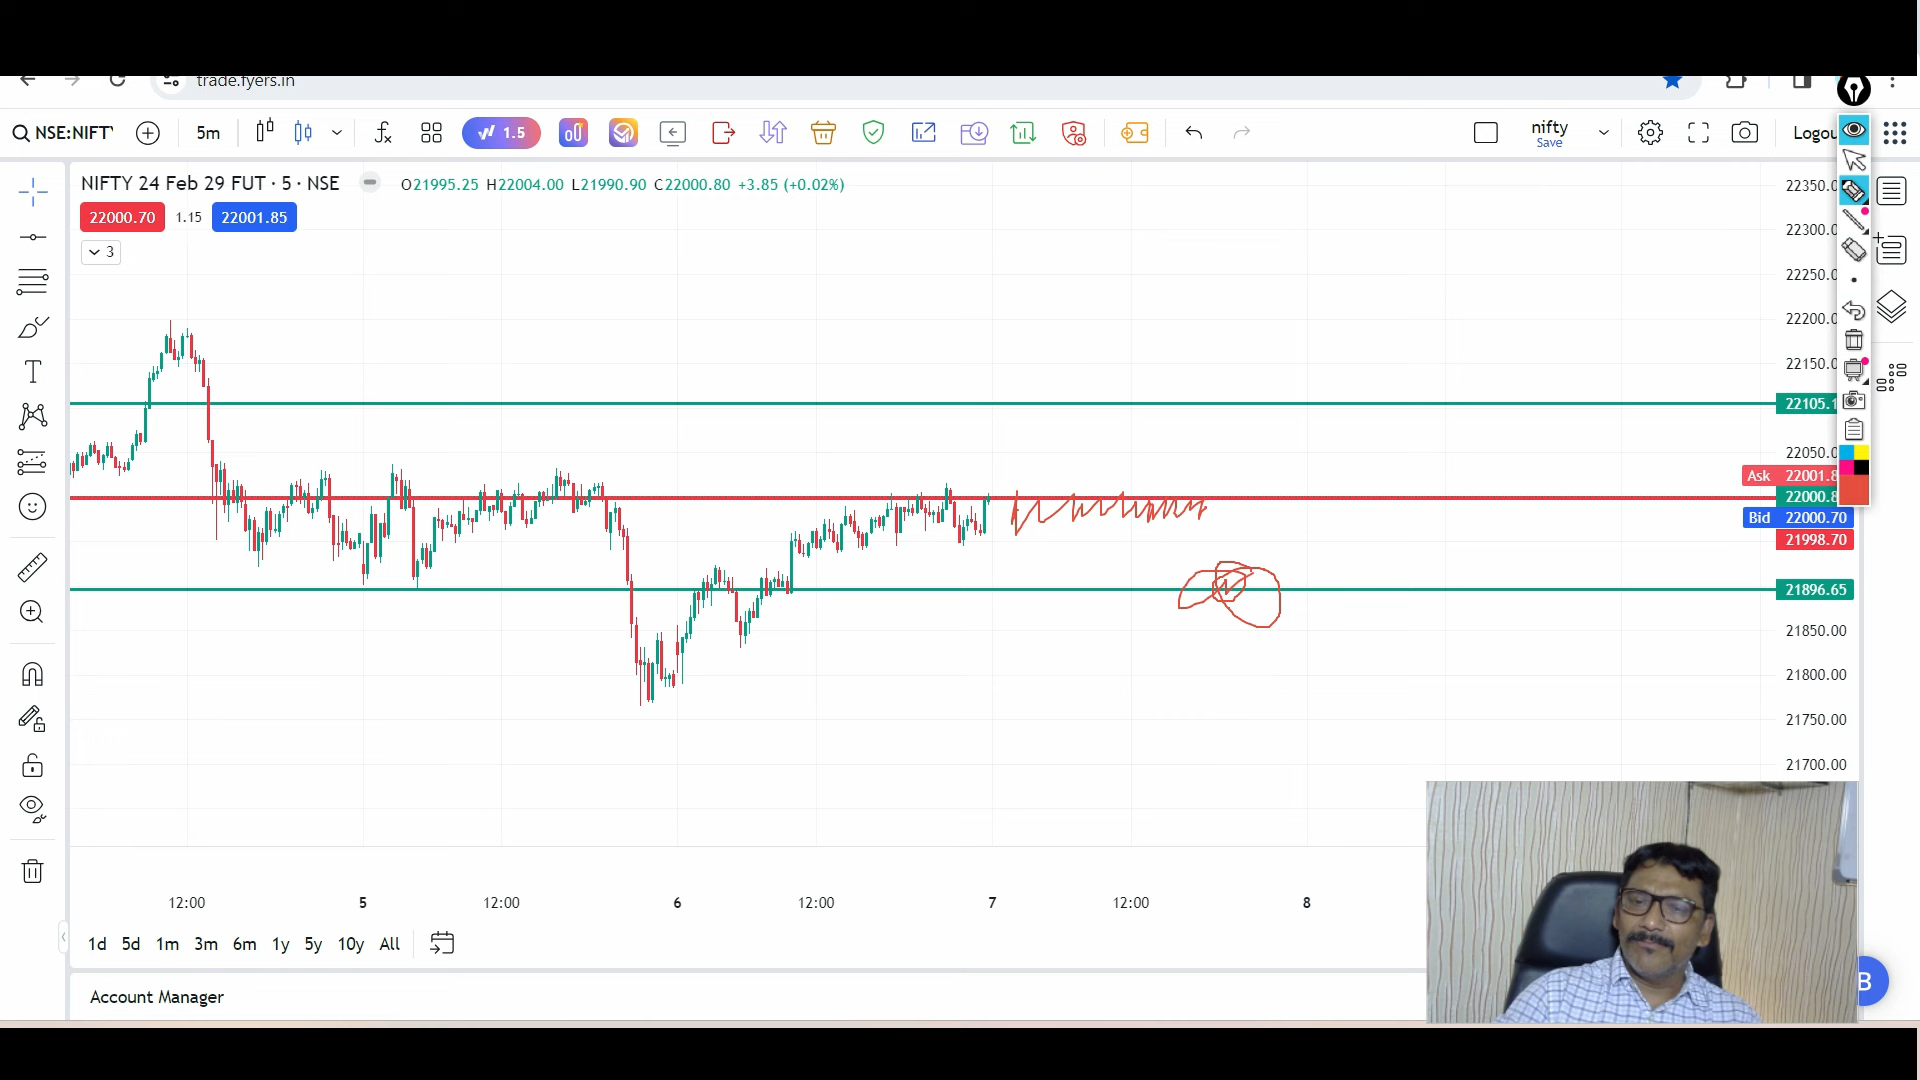 trade.fyers.in
NSE:NIFT
5m
1.5
nifty
Save
Logou
NIFTY 24 Feb 29 FUT · 5 · NSE
O21995.25 H22004.00 L21990.90 C22000.80 +3.85 (+0.02%)
22000.70 1.15 22001.85
3
22350.0
22300.0
22250.0
22200.0
22150.0
22105.1
22050.0
Ask 22001.8
22000.8
Bid 22000.70
21998.70
21896.65
21850.00
21800.00
21750.00
21700.00
12:00 5 12:00 6 12:00 7 12:00 8
1d 5d 1m 3m 6m 1y 5y 10y All
Account Manager
B